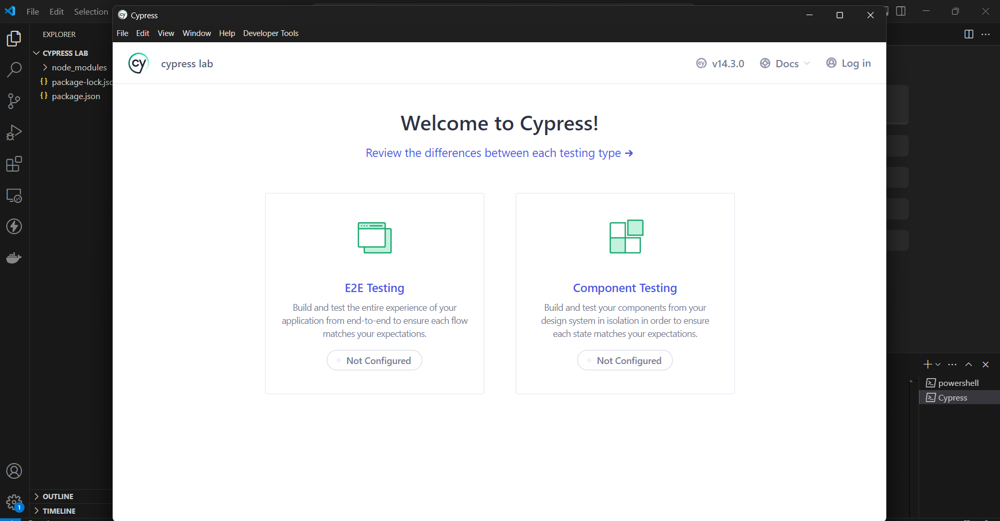 File Edit Selection
Cypress
File Edit View Window Help Developer Tools
EXPLORER
CYPRESS LAB
node_modules
{} package-lock.jsc
{} package.json
cy cypress lab
cy v14.3.0 Docs Log in
Welcome to Cypress!
Review the differences between each testing type →
E2E Testing
Build and test the entire experience of your
application from end-to-end to ensure each flow
matches your expectations.
Not Configured
Component Testing
Build and test your components from your
design system in isolation in order to ensure
each state matches your expectations.
Not Configured
powershell
Cypress
OUTLINE
1
TIMELINE